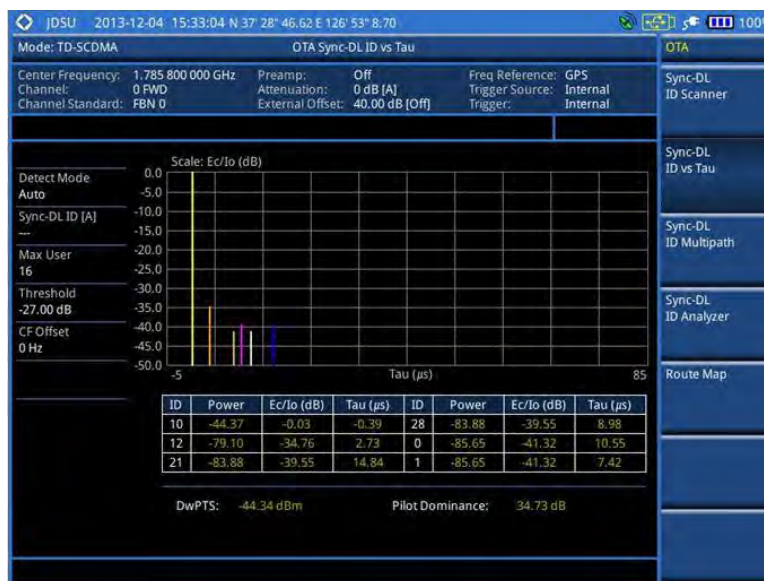 JDSU 2013-12-04 15:33:04 N 37' 28" 46.62 E 126' 53" 8.70 100%
Mode: TD-SCDMA OTA Sync-DL ID vs Tau OTA
Center Frequency: 1.785 800 000 GHz Preamp: Off Freq Reference: GPS
Channel: 0 FWD Attenuation: 0 dB [A] Trigger Source: Internal
Channel Standard: FBN 0 External Offset: 40.00 dB [Off] Trigger: Internal
Sync-DL
ID Scanner
Sync-DL
ID vs Tau
Sync-DL
ID Multipath
Sync-DL
ID Analyzer
Route Map
Detect Mode
Auto
Sync-DL ID [A]
---
Max User
16
Threshold
-27.00 dB
CF Offset
0 Hz
Scale: Ec/Io (dB)
0.0
-5.0
-10.0
-15.0
-20.0
-25.0
-30.0
-35.0
-40.0
-45.0
-50.0
-5 Tau (µs) 85
ID Power Ec/Io (dB) Tau (µs) ID Power Ec/Io (dB) Tau (µs)
10 -44.37 -0.03 -0.39 28 -83.88 -39.55 8.98
12 -79.10 -34.76 2.73 0 -85.65 -41.32 10.55
21 -83.88 -39.55 14.84 1 -85.65 -41.32 7.42
DwPTS: -44.34 dBm Pilot Dominance: 34.73 dB